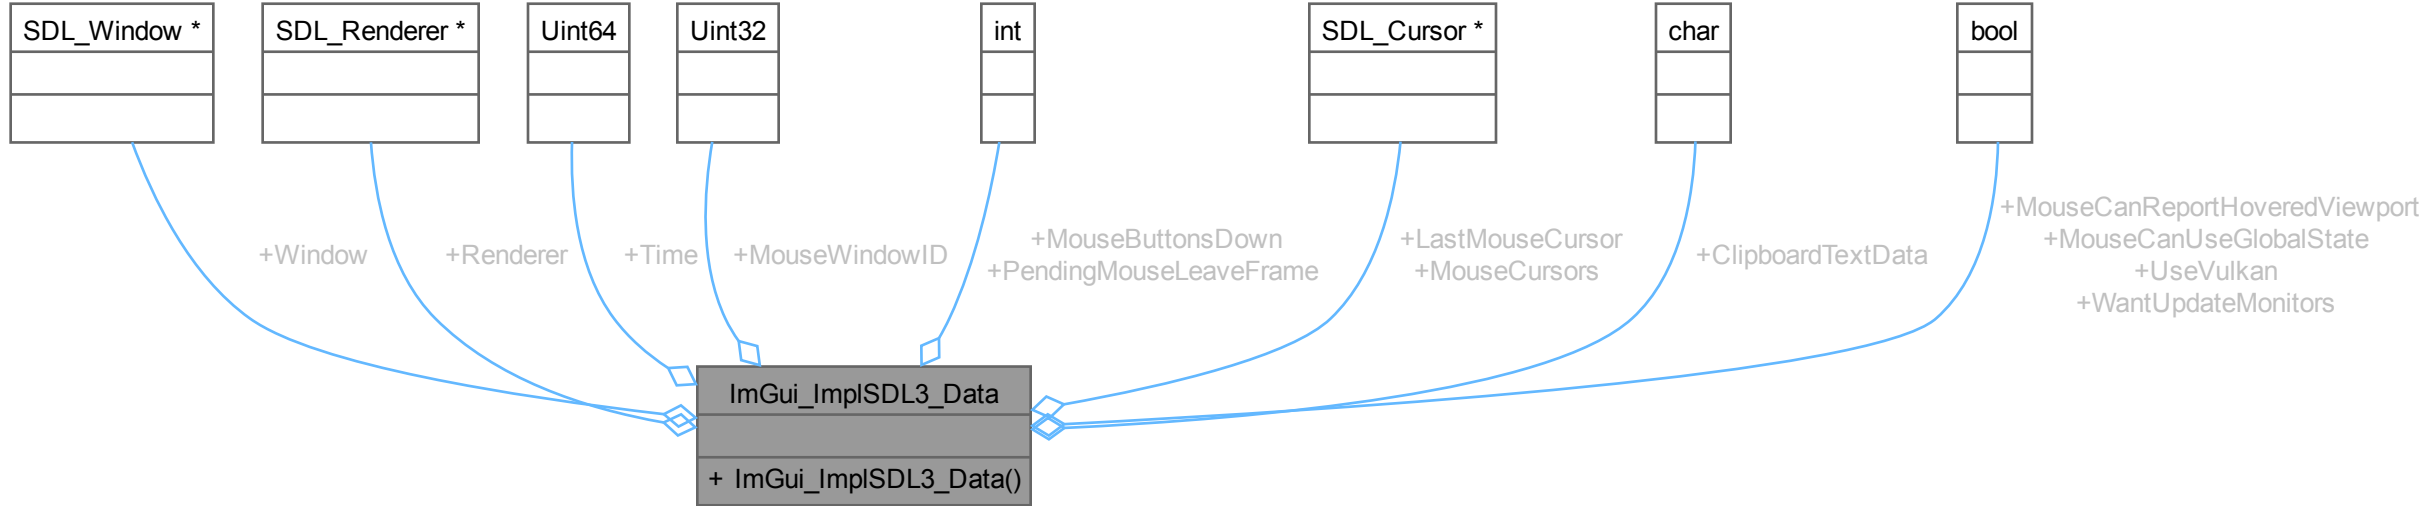 SDL_Window *
SDL_Renderer *
Uint64
Uint32
int
SDL_Cursor *
char
bool
+Window
+Renderer
+Time
+MouseWindowID
+MouseButtonsDown
+PendingMouseLeaveFrame
+LastMouseCursor
+MouseCursors
+ClipboardTextData
+MouseCanReportHoveredViewport
+MouseCanUseGlobalState
+UseVulkan
+WantUpdateMonitors
ImGui_ImplSDL3_Data
+ ImGui_ImplSDL3_Data()